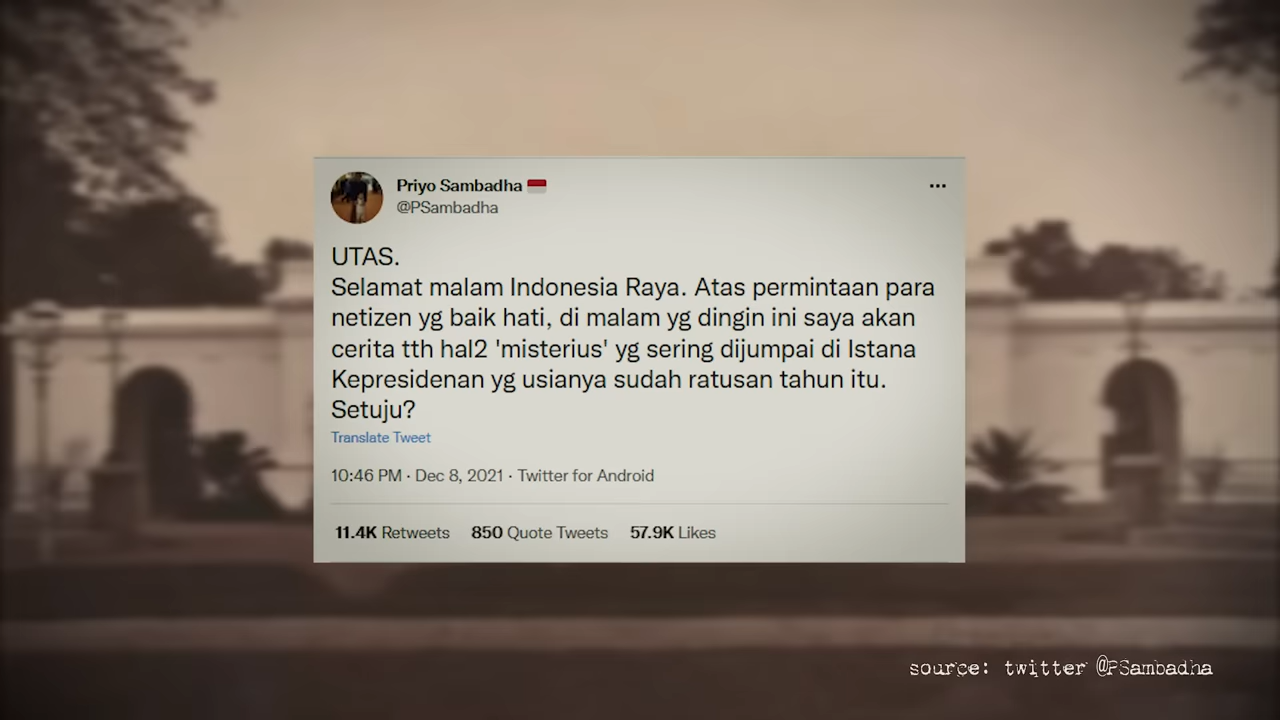 Priyo Sambadha
@PSambadha
UTAS.
Selamat malam Indonesia Raya. Atas permintaan para
netizen yg baik hati, di malam yg dingin ini saya akan
cerita tth hal2 'misterius' yg sering dijumpai di Istana
Kepresidenan yg usianya sudah ratusan tahun itu.
Setuju?
Translate Tweet
10:46 PM · Dec 8, 2021 · Twitter for Android
11.4K Retweets 850 Quote Tweets 57.9K Likes
source: twitter @PSambadha